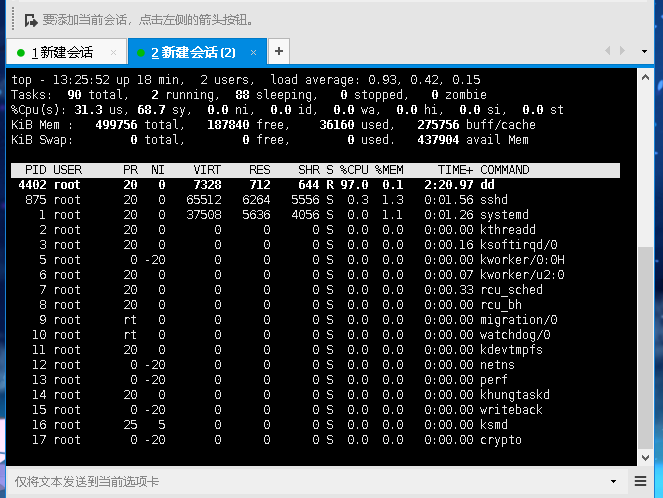 要添加当前会话，点击左侧的箭头按钮。
1 新建会话 × 2 新建会话 (2) × +
top - 13:25:52 up 18 min,  2 users,  load average: 0.93, 0.42, 0.15
Tasks:  90 total,   2 running,  88 sleeping,   0 stopped,   0 zombie
%Cpu(s): 31.3 us, 68.7 sy,  0.0 ni,  0.0 id,  0.0 wa,  0.0 hi,  0.0 si,  0.0 st
KiB Mem :   499756 total,   187840 free,    36160 used,   275756 buff/cache
KiB Swap:        0 total,        0 free,        0 used.   437904 avail Mem
PID USER PR NI VIRT RES SHR S %CPU %MEM TIME+ COMMAND
4402 root 20 0 7328 712 644 R 97.0 0.1 2:20.97 dd
875 root 20 0 65512 6264 5556 S 0.3 1.3 0:01.56 sshd
1 root 20 0 37508 5636 4056 S 0.0 1.1 0:01.26 systemd
2 root 20 0 0 0 0 S 0.0 0.0 0:00.00 kthreadd
3 root 20 0 0 0 0 S 0.0 0.0 0:00.16 ksoftirqd/0
5 root 0 -20 0 0 0 S 0.0 0.0 0:00.00 kworker/0:0H
6 root 20 0 0 0 0 S 0.0 0.0 0:00.07 kworker/u2:0
7 root 20 0 0 0 0 S 0.0 0.0 0:00.33 rcu_sched
8 root 20 0 0 0 0 S 0.0 0.0 0:00.00 rcu_bh
9 root rt 0 0 0 0 S 0.0 0.0 0:00.00 migration/0
10 root rt 0 0 0 0 S 0.0 0.0 0:00.00 watchdog/0
11 root 20 0 0 0 0 S 0.0 0.0 0:00.00 kdevtmpfs
12 root 0 -20 0 0 0 S 0.0 0.0 0:00.00 netns
13 root 0 -20 0 0 0 S 0.0 0.0 0:00.00 perf
14 root 20 0 0 0 0 S 0.0 0.0 0:00.00 khungtaskd
15 root 0 -20 0 0 0 S 0.0 0.0 0:00.00 writeback
16 root 25 5 0 0 0 S 0.0 0.0 0:00.00 ksmd
17 root 0 -20 0 0 0 S 0.0 0.0 0:00.00 crypto
仅将文本发送到当前选项卡